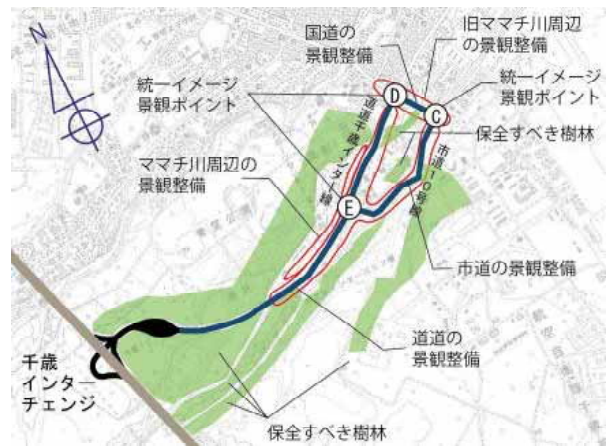 N
国道の
景観整備
旧ママチ川周辺
の景観整備
統一イメージ
景観ポイント
統一イメージ
景観ポイント
D
C
保全すべき樹林
道道千歳インター線
市道10号線
ママチ川周辺の
景観整備
E
市道の景観整備
道道の
景観整備
千歳
インター
チェンジ
保全すべき樹林